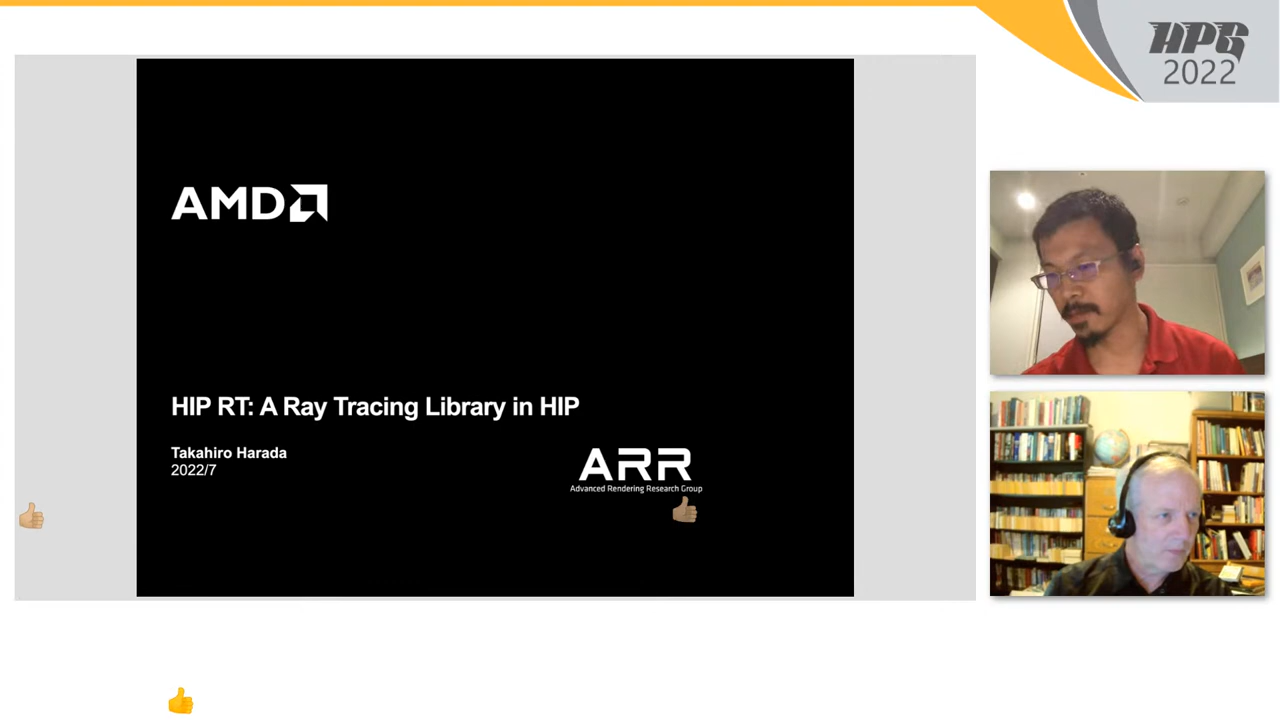 HPG
2022
AMD
HIP RT: A Ray Tracing Library in HIP
Takahiro Harada
2022/7
ARR
Advanced Rendering Research Group